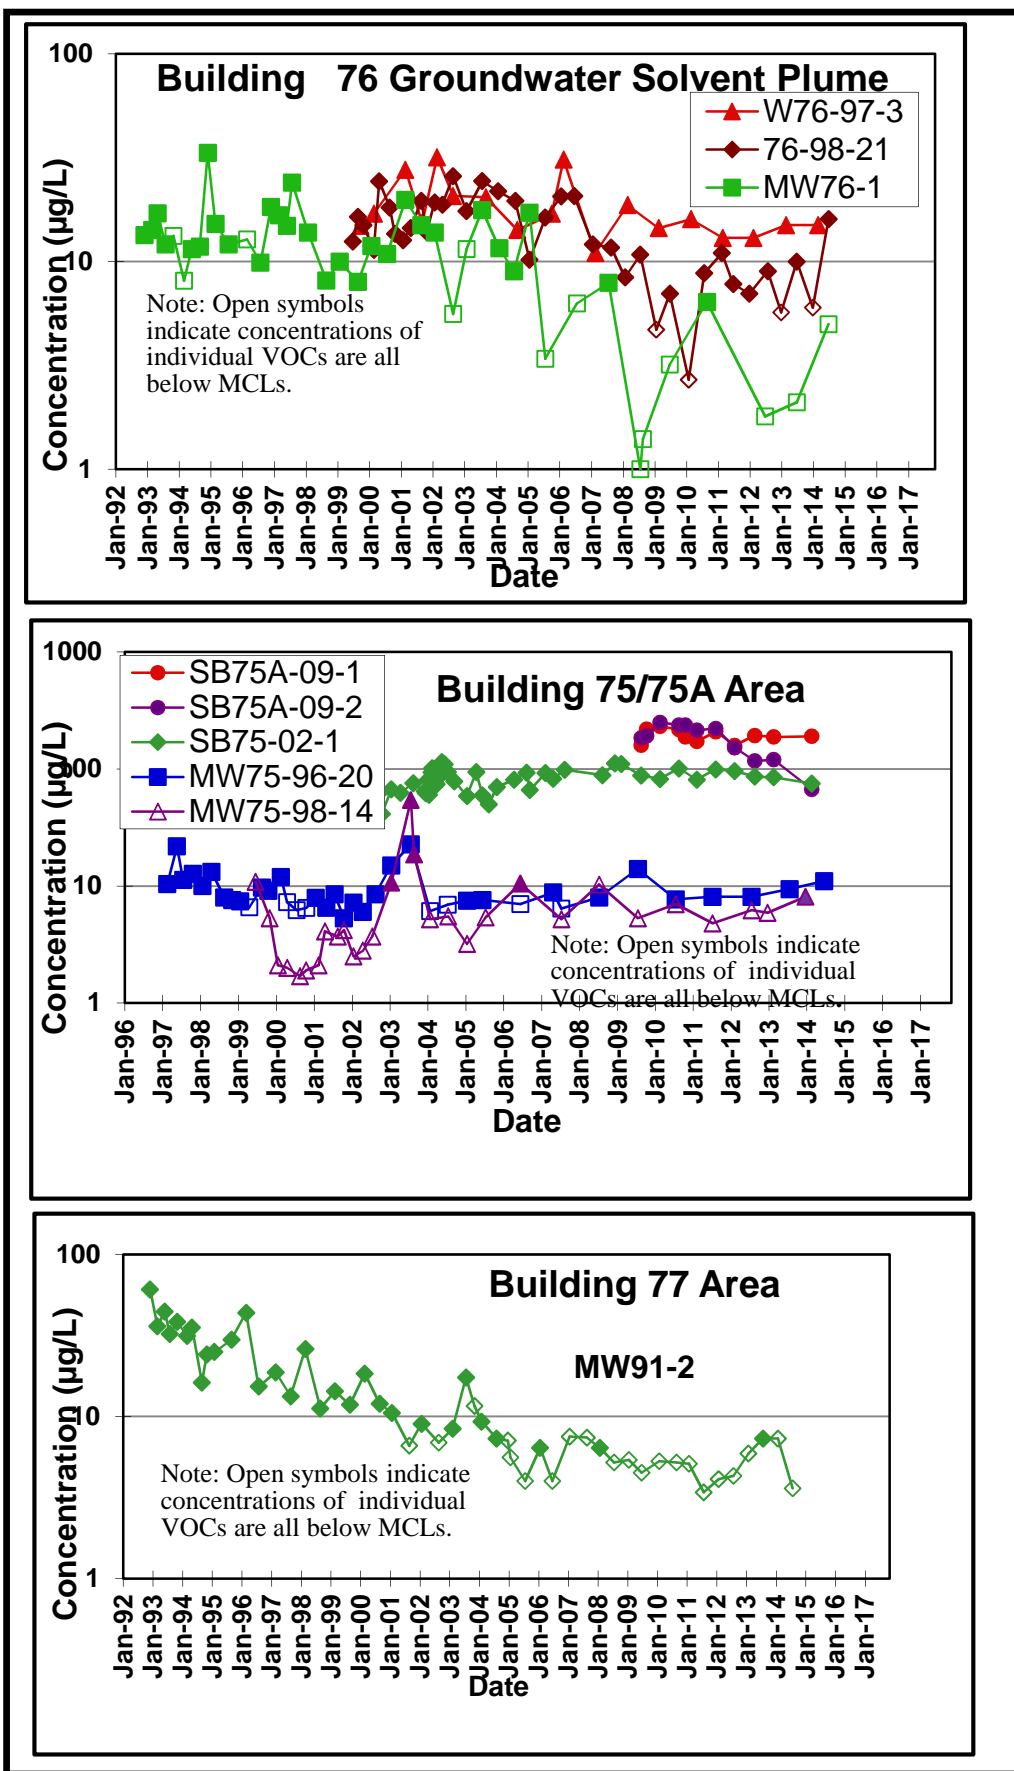 Building 76 Groundwater Solvent Plume
W76-97-3
76-98-21
MW76-1
Concentration (µg/L)
100
10
1
Note: Open symbols
indicate concentrations of
individual VOCs are all
below MCLs.
Jan-92
Jan-93
Jan-94
Jan-95
Jan-96
Jan-97
Jan-98
Jan-99
Jan-00
Jan-01
Jan-02
Jan-03
Jan-04
Jan-05
Jan-06
Jan-07
Jan-08
Jan-09
Jan-10
Jan-11
Jan-12
Jan-13
Jan-14
Jan-15
Jan-16
Jan-17
Date
Building 75/75A Area
SB75A-09-1
SB75A-09-2
SB75-02-1
MW75-96-20
MW75-98-14
Concentration (µg/L)
1000
100
10
1
Note: Open symbols indicate
concentrations of individual
VOCs are all below MCLs.
Jan-96
Jan-97
Jan-98
Jan-99
Jan-00
Jan-01
Jan-02
Jan-03
Jan-04
Jan-05
Jan-06
Jan-07
Jan-08
Jan-09
Jan-10
Jan-11
Jan-12
Jan-13
Jan-14
Jan-15
Jan-16
Jan-17
Date
Building 77 Area
MW91-2
Concentration (µg/L)
100
10
1
Note: Open symbols indicate
concentrations of individual
VOCs are all below MCLs.
Jan-92
Jan-93
Jan-94
Jan-95
Jan-96
Jan-97
Jan-98
Jan-99
Jan-00
Jan-01
Jan-02
Jan-03
Jan-04
Jan-05
Jan-06
Jan-07
Jan-08
Jan-09
Jan-10
Jan-11
Jan-12
Jan-13
Jan-14
Jan-15
Jan-16
Jan-17
Date